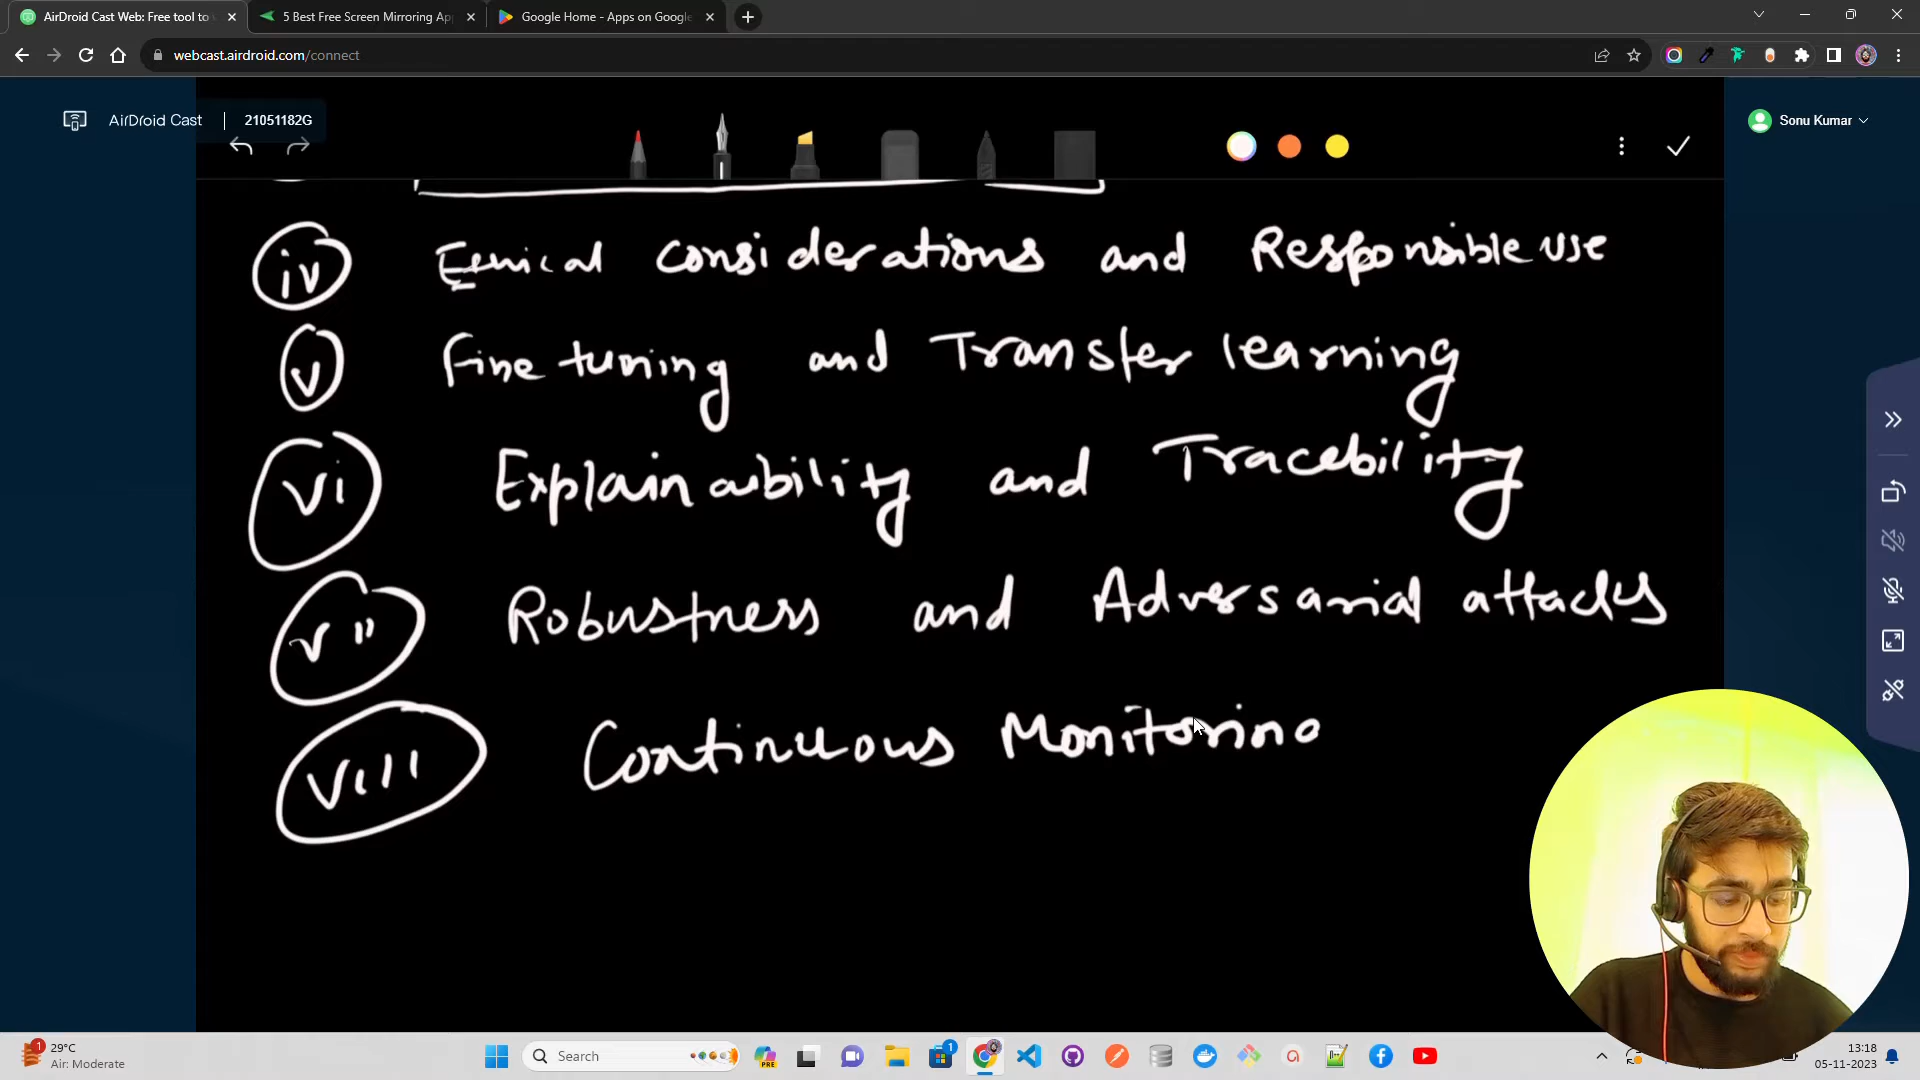 AirDroid Cast Web: Free tool to
5 Best Free Screen Mirroring Ap
Google Home - Apps on Google
webcast.airdroid.com/connect
AirDroid Cast | 21051182G
Sonu Kumar
iv Ethical considerations and Responsible use
v Fine tuning and Transfer learning
vi Explainability and Tracebility
vii Robustness and Adversarial attacks
viii Continuous Monitorino
1
29°C
Air: Moderate
Search
PRE
1
13:18
05-11-2023